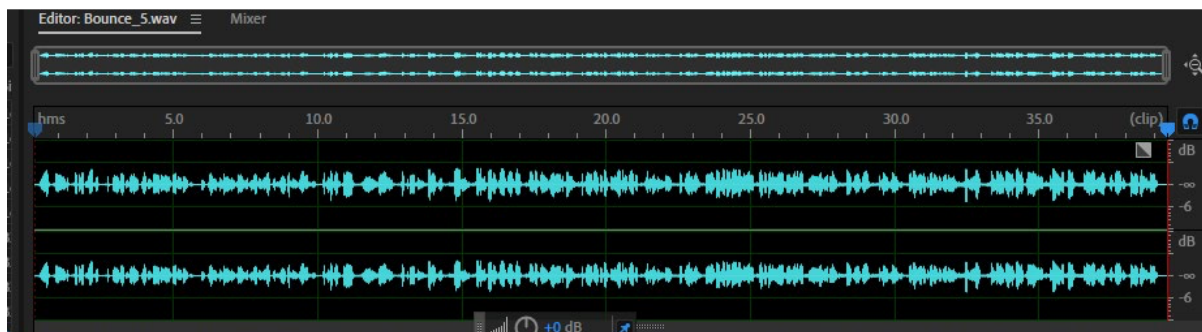 Editor: Bounce_5.wav Mixer
hms 5.0 10.0 15.0 20.0 25.0 30.0 35.0 (clip)
dB
-∞
-6
dB
-∞
-6
+0 dB